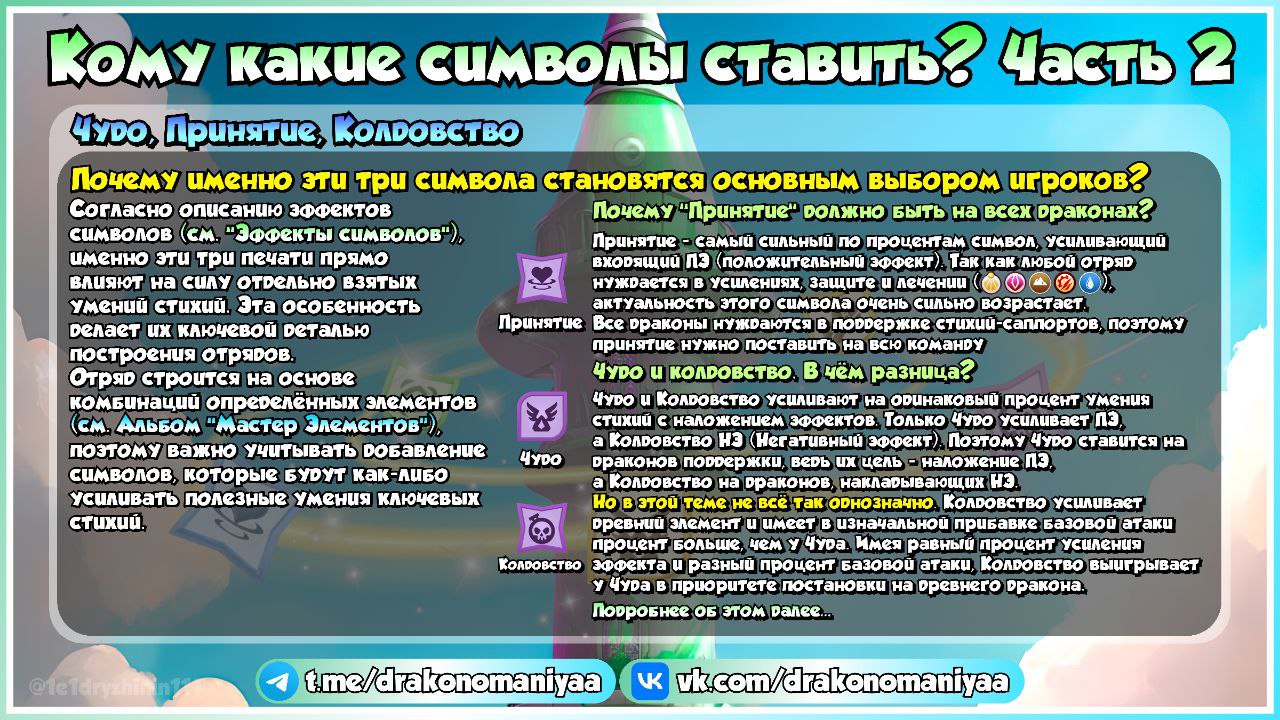 Кому какие символы ставить? Часть 2
Чудо, Принятие, Колдовство
Почему именно эти три символа становятся основным выбором игроков?
Согласно описанию эффектов
символов (см. "Эффекты символов"),
именно эти три печати прямо
влияют на силу отдельно взятых
умений стихий. Эта особенность
делает их ключевой деталью
построения отрядов.
Отряд строится на основе
комбинаций определённых элементов
(см. Альбом "Мастер Элементов"),
поэтому важно учитывать добавление
символов, которые будут как-либо
усиливать полезные умения ключевых
стихий.
Почему "Принятие" должно быть на всех драконах?
Принятие - самый сильный по процентам символ, усиливающий
входящий ПЭ (положительный эффект). Так как любой отряд
нуждается в усилениях, защите и лечении (),
актуальность этого символа очень сильно возрастает.
Все драконы нуждаются в поддержке стихий-саппортов, поэтому
принятие нужно поставить на всю команду
Принятие
Чудо и колдовство. В чём разница?
Чудо и Колдовство усиливают на одинаковый процент умения
стихий с наложением эффектов. Только Чудо усиливает ПЭ,
а Колдовство НЭ (Негативный эффект). Поэтому Чудо ставится на
драконов поддержки, ведь их цель - наложение ПЭ,
а Колдовство на драконов, накладывающих НЭ.
Чудо
Но в этой теме не всё так однозначно. Колдовство усиливает
древний элемент и имеет в изначальной прибавке базовой атаки
процент больше, чем у Чуда. Имея равный процент усиления
эффекта и разный процент базовой атаки, Колдовство выигрывает
у Чуда в приоритете постановки на древнего дракона.
Колдовство
Подробнее об этом далее...
t.me/drakonomaniyaa
vk.com/drakonomaniyaa